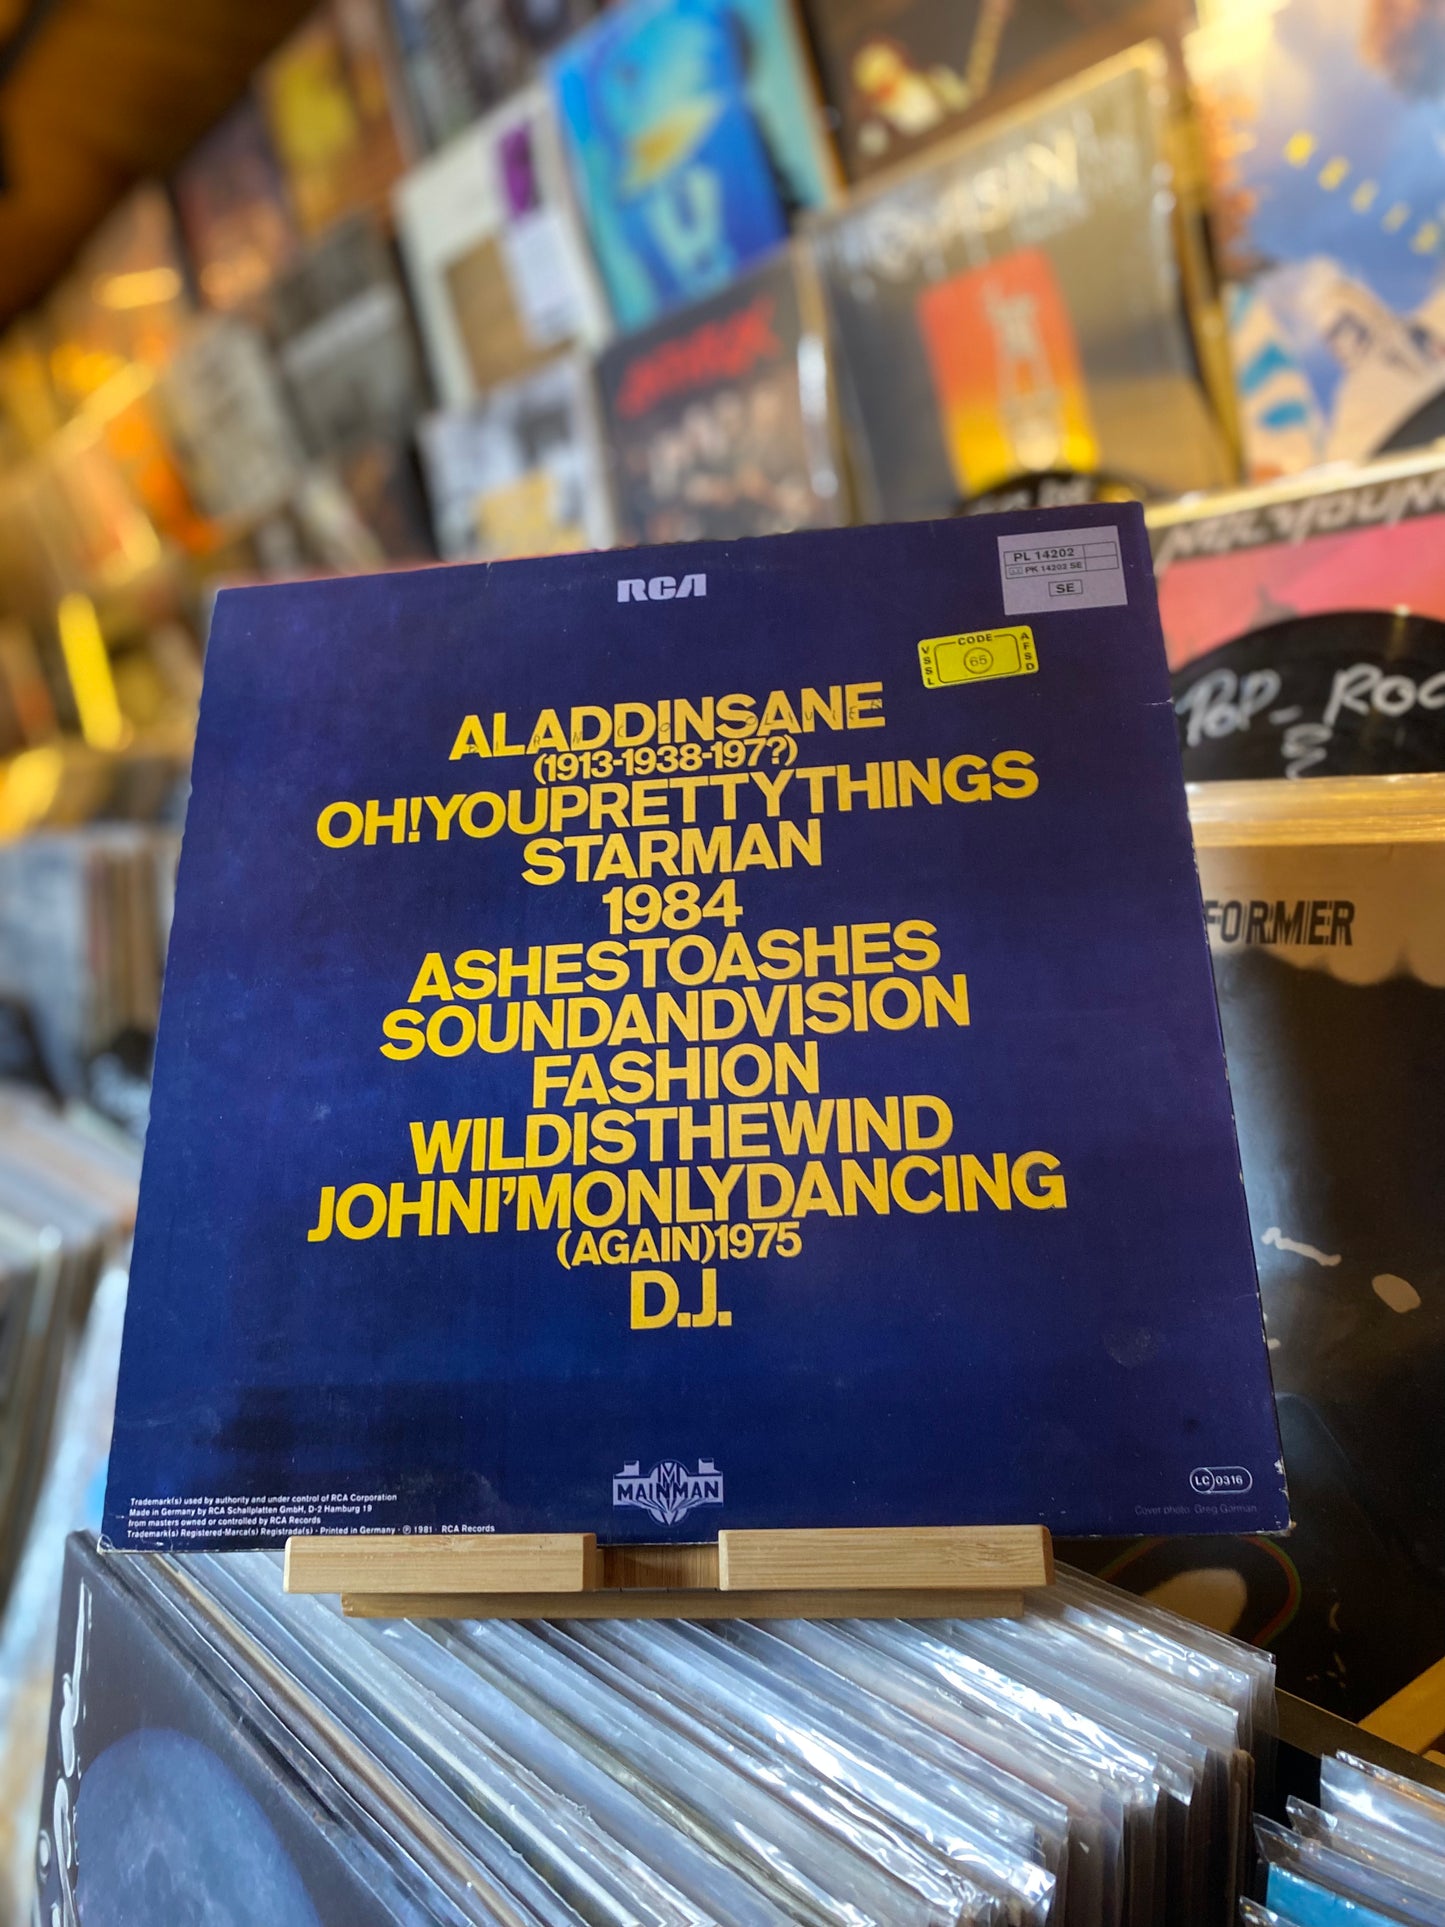 RCA
PL 14202
PK 14202 SE
SE
CODE
VSSL
65
AFSD
ALADDINSANE
(1913-1938-197?)
OH!YOUPRETTYTHINGS
STARMAN
1984
ASHESTOASHES
SOUNDANDVISION
FASHION
WILDISTHEWIND
JOHNI'MONLYDANCING
(AGAIN)1975
D.J.
MAINMAN
LC 0316
Cover photo: Greg Gorman
Trademark(s) used by authority and under control of RCA Corporation
Made in Germany by RCA Schallplatten GmbH, D-2 Hamburg 19
from masters owned or controlled by RCA Records
Trademark(s) Registered-Marca(s) Registrada(s) · Printed in Germany · ℗ 1981 · RCA Records
POP-ROC
FORMER